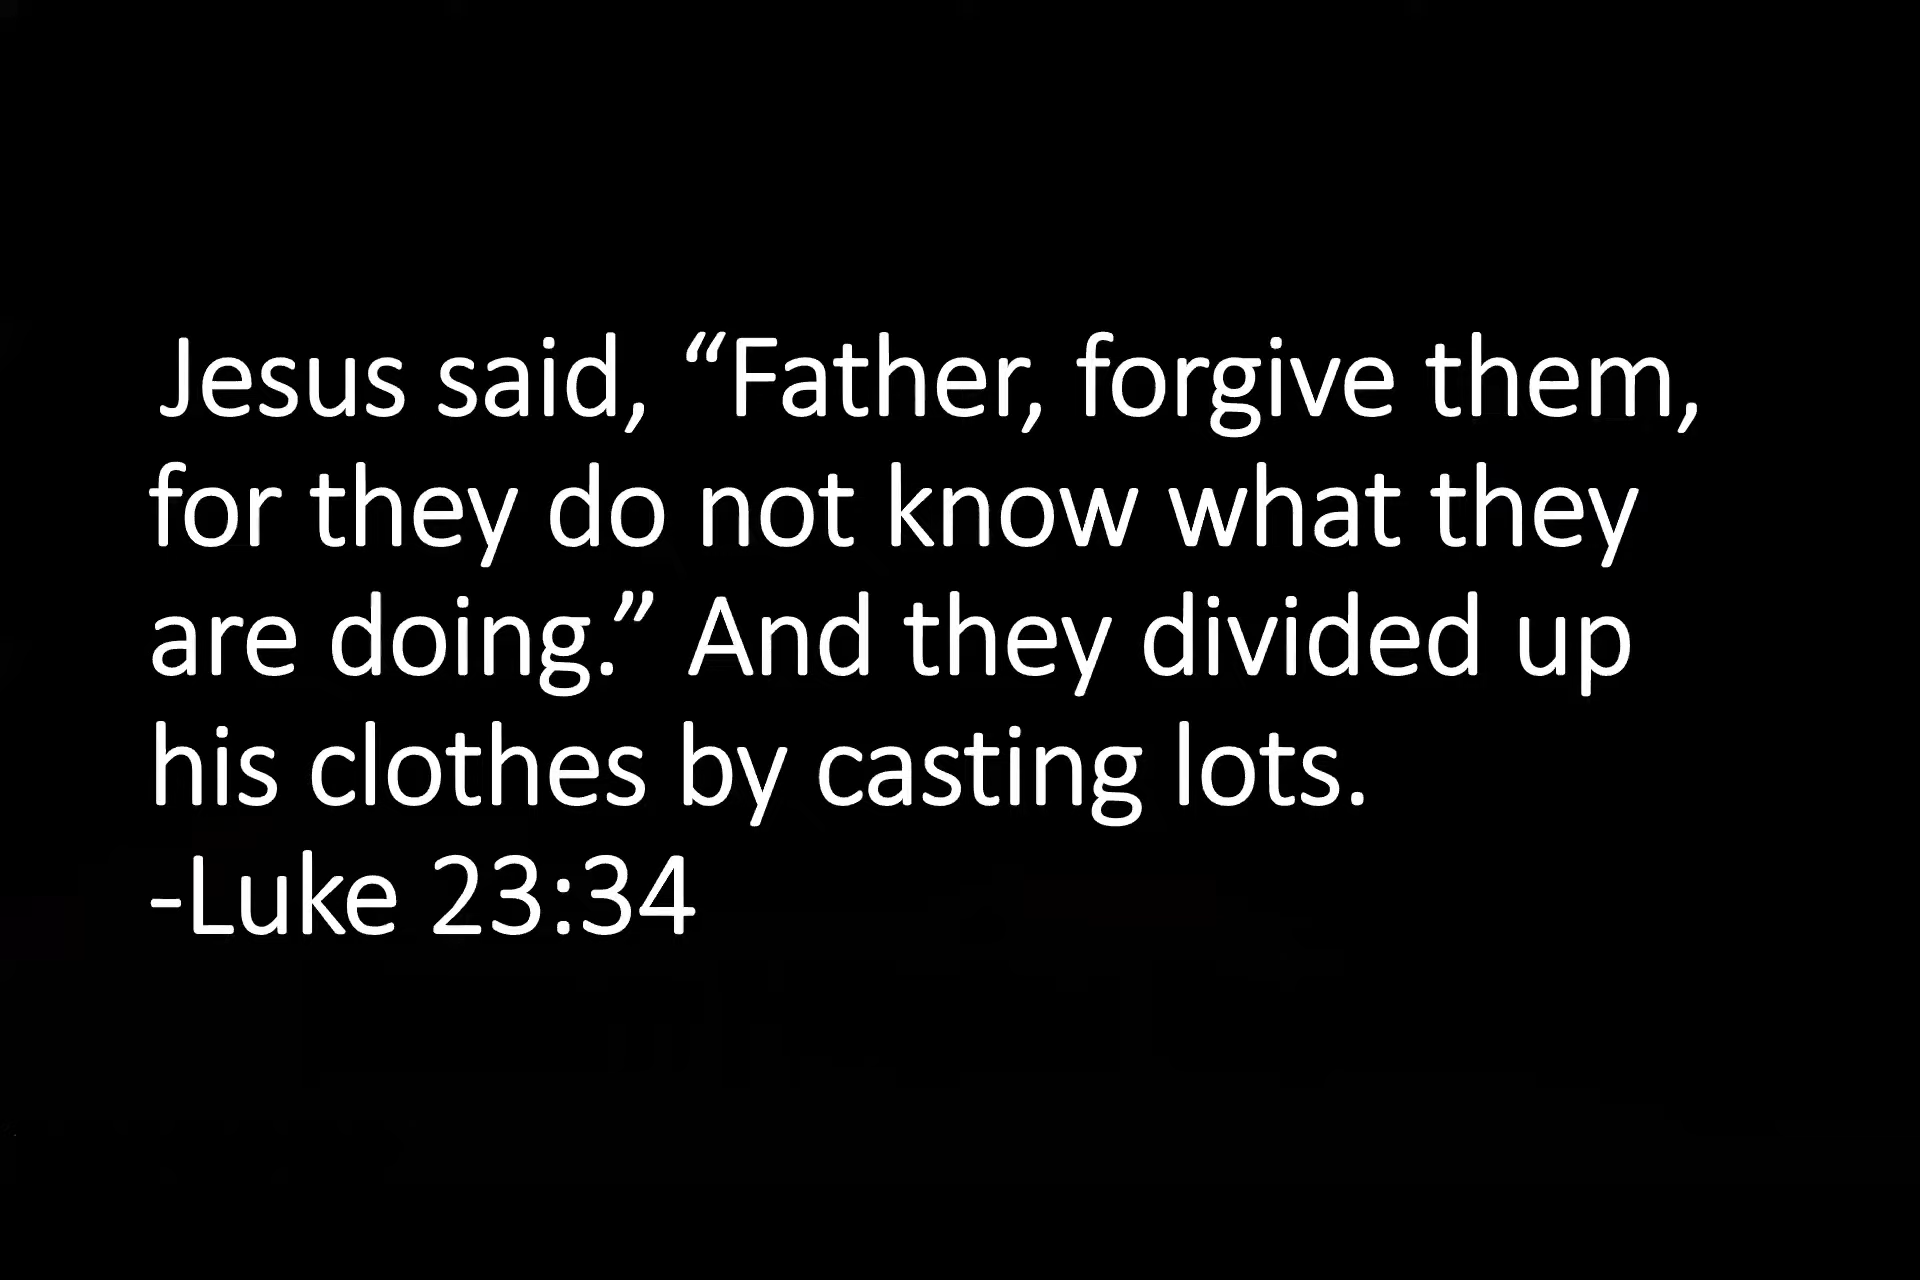 Jesus said, “Father, forgive them,
for they do not know what they
are doing.” And they divided up
his clothes by casting lots.
-Luke 23:34